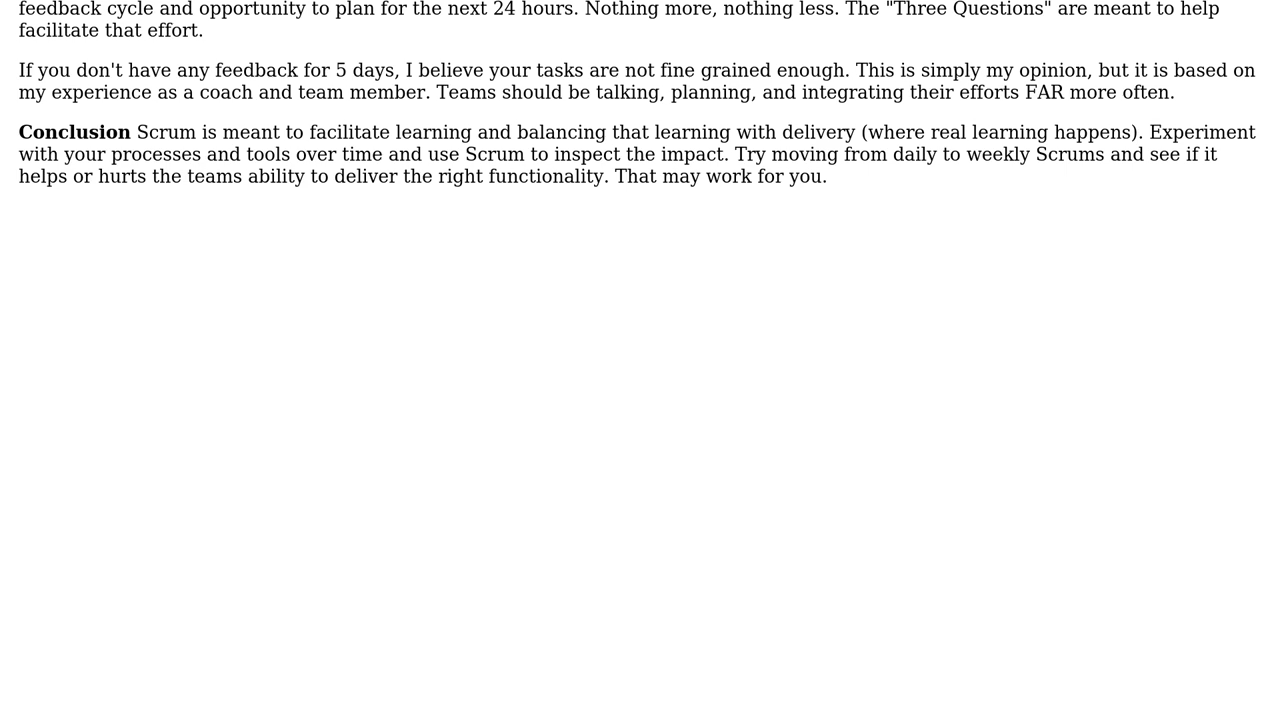 feedback cycle and opportunity to plan for the next 24 hours. Nothing more, nothing less. The "Three Questions" are meant to help
facilitate that effort.
If you don't have any feedback for 5 days, I believe your tasks are not fine grained enough. This is simply my opinion, but it is based on
my experience as a coach and team member. Teams should be talking, planning, and integrating their efforts FAR more often.
Conclusion Scrum is meant to facilitate learning and balancing that learning with delivery (where real learning happens). Experiment
with your processes and tools over time and use Scrum to inspect the impact. Try moving from daily to weekly Scrums and see if it
helps or hurts the teams ability to deliver the right functionality. That may work for you.